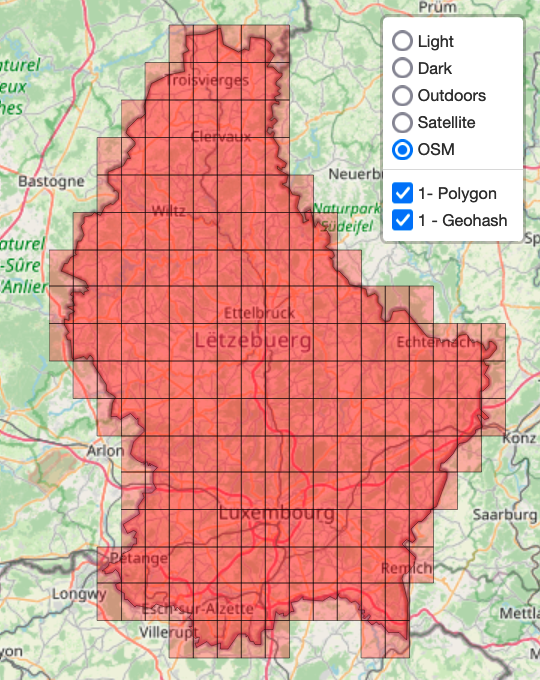 Prüm
Light
Dark
Outdoors
Satellite
OSM
1- Polygon
1 - Geohash
aturel
eux
hes
Troisvierges
Clervaux
Bastogne
Neuerbu
Wiltz
Naturpark
Südeifel
Sp
aturel
-Sûre
'Anlier
Ettelbruck
Lëtzebuerg
Echternach
Konz
Arlon
Luxembourg
Saarburg
Pétange
Remich
Longwy
Esch-sur-Alzette
Mettla
Villerupt
yon